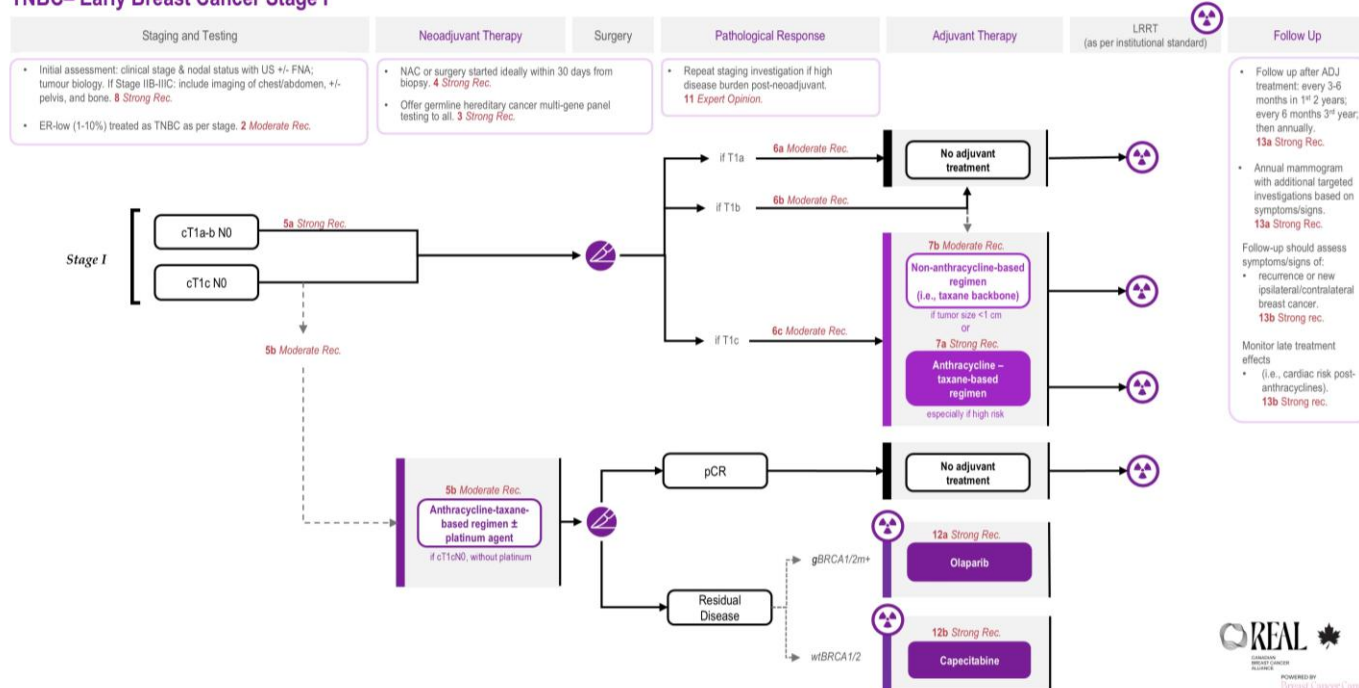 TNBC– Early Breast Cancer Stage I
Staging and Testing
Neoadjuvant Therapy
Surgery
Pathological Response
Adjuvant Therapy
LRRT
(as per institutional standard)
Follow Up
• Initial assessment: clinical stage & nodal status with US +/- FNA;
tumour biology. If Stage IIB-IIIC: include imaging of chest/abdomen, +/-
pelvis, and bone. 8 Strong Rec.
• ER-low (1-10%) treated as TNBC as per stage. 2 Moderate Rec.
• NAC or surgery started ideally within 30 days from
biopsy. 4 Strong Rec.
• Offer germline hereditary cancer multi-gene panel
testing to all. 3 Strong Rec.
• Repeat staging investigation if high
disease burden post-neoadjuvant.
11 Expert Opinion.
• Follow up after ADJ
treatment: every 3-6
months in 1st 2 years;
every 6 months 3rd year;
then annually.
13a Strong Rec.
• Annual mammogram
with additional targeted
investigations based on
symptoms/signs.
13a Strong Rec.
Follow-up should assess
symptoms/signs of:
• recurrence or new
ipsilateral/contralateral
breast cancer.
13b Strong rec.
Monitor late treatment
effects
• (i.e., cardiac risk post-
anthracyclines).
13b Strong rec.
Stage I
cT1a-b N0
5a Strong Rec.
cT1c N0
5b Moderate Rec.
if T1a
6a Moderate Rec.
No adjuvant
treatment
if T1b
6b Moderate Rec.
if T1c
6c Moderate Rec.
7b Moderate Rec.
Non-anthracycline-based
regimen
(i.e., taxane backbone)
if tumor size <1 cm
or
7a Strong Rec.
Anthracycline –
taxane-based
regimen
especially if high risk
5b Moderate Rec.
Anthracycline-taxane-
based regimen ±
platinum agent
if cT1cN0, without platinum
pCR
No adjuvant
treatment
Residual
Disease
gBRCA1/2m+
12a Strong Rec.
Olaparib
wtBRCA1/2
12b Strong Rec.
Capecitabine
REAL
CANADIAN
BREAST CANCER
ALLIANCE
POWERED BY
Breast Cancer Can